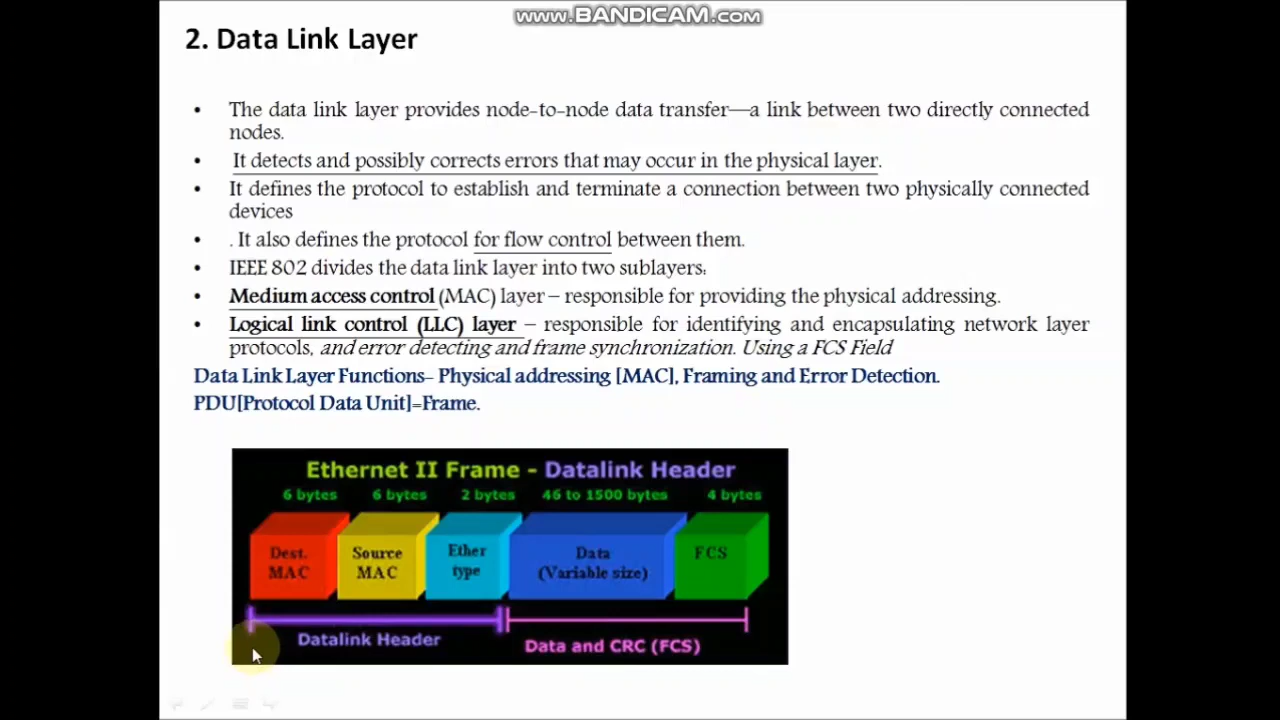 www.BANDICAM.com
2. Data Link Layer
• The data link layer provides node-to-node data transfer—a link between two directly connected
nodes.
• It detects and possibly corrects errors that may occur in the physical layer.
• It defines the protocol to establish and terminate a connection between two physically connected
devices
• . It also defines the protocol for flow control between them.
• IEEE 802 divides the data link layer into two sublayers:
• Medium access control (MAC) layer – responsible for providing the physical addressing.
• Logical link control (LLC) layer – responsible for identifying and encapsulating network layer
protocols, and error detecting and frame synchronization. Using a FCS Field
Data Link Layer Functions– Physical addressing [MAC], Framing and Error Detection.
PDU[Protocol Data Unit]=Frame.
Ethernet II Frame - Datalink Header
6 bytes 6 bytes 2 bytes 46 to 1500 bytes 4 bytes
Dest. Source Ether Data FCS
MAC MAC type (Variable size)
Datalink Header
Data and CRC (FCS)